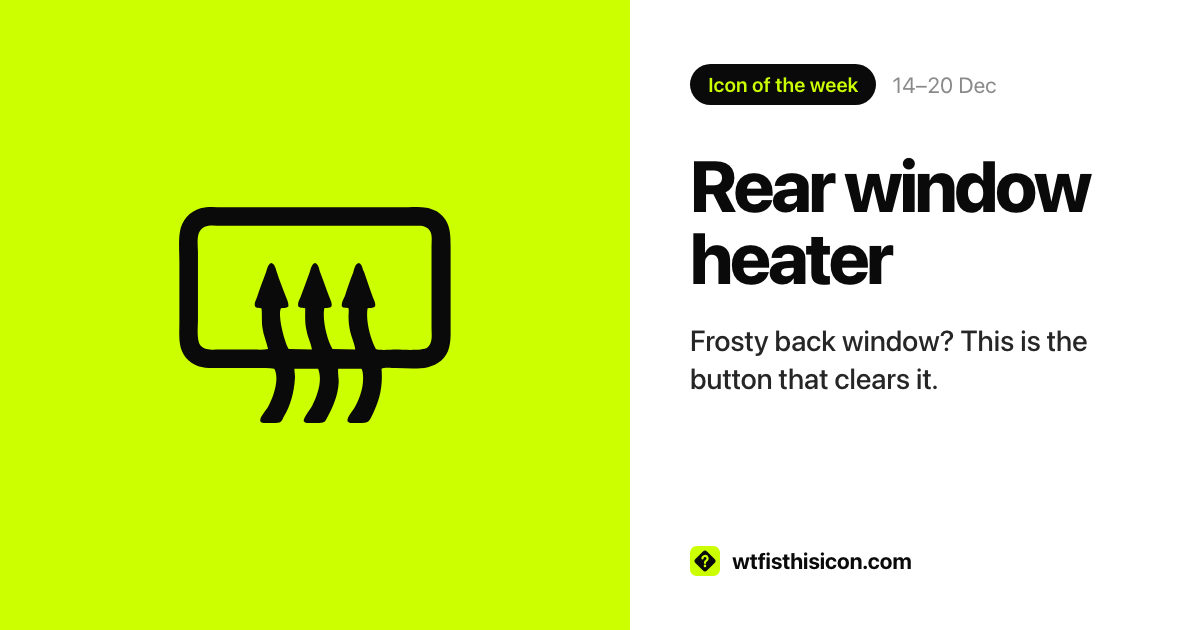 Icon of the week
14–20 Dec
Rear window
heater
Frosty back window? This is the
button that clears it.
?
wtfisthisicon.com